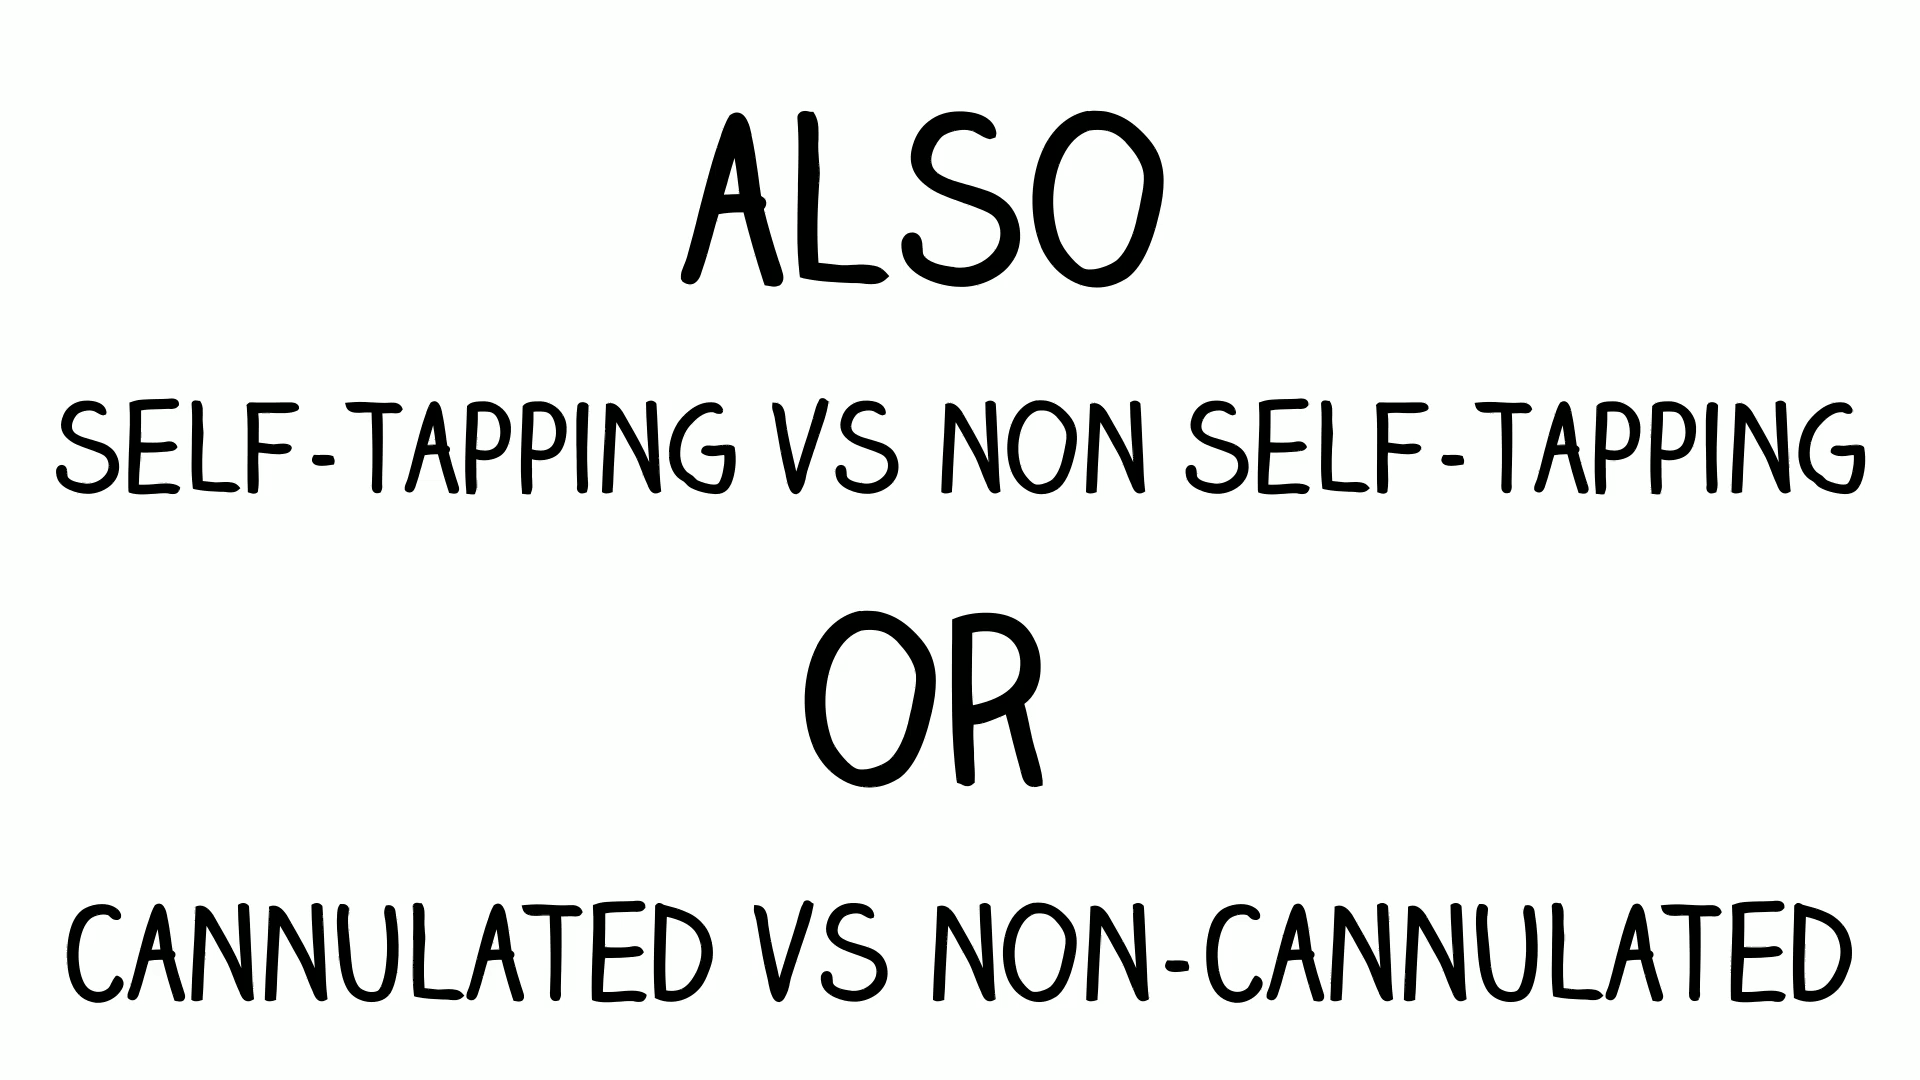 ALSO
SELF-TAPPING VS NON SELF-TAPPING
OR
CANNULATED VS NON-CANNULATED